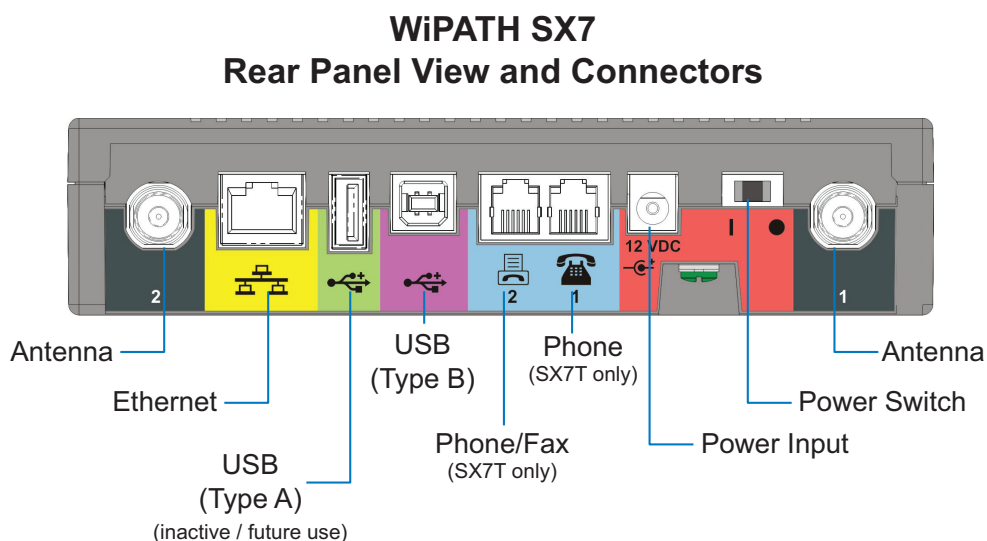 WiPATH SX7
Rear Panel View and Connectors
12 VDC
2
2
1
1
Antenna
USB
(Type B)
Phone
(SX7T only)
Antenna
Ethernet
Power Switch
Phone/Fax
(SX7T only)
Power Input
USB
(Type A)
(inactive / future use)